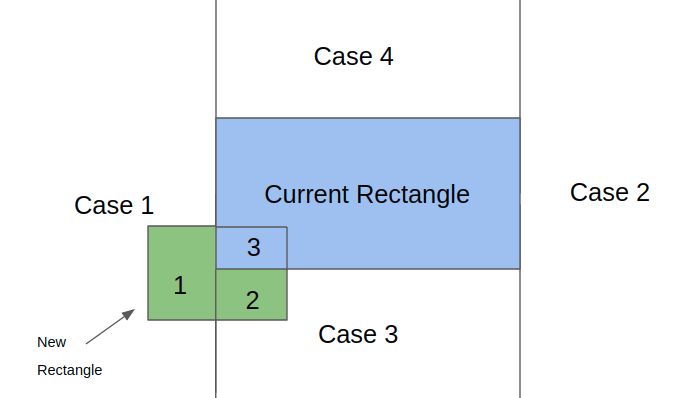 Case 4
Current Rectangle
Case 1
Case 2
3
1
2
Case 3
New
Rectangle